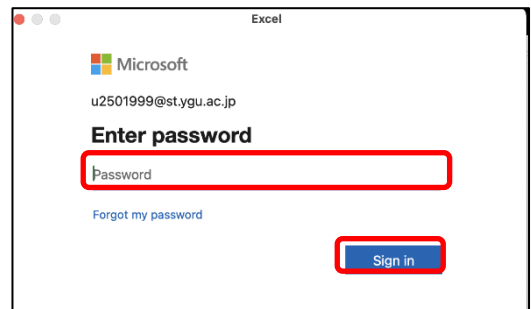 Excel
Microsoft
u2501999@st.ygu.ac.jp
Enter password
Password
Forgot my password
Sign in